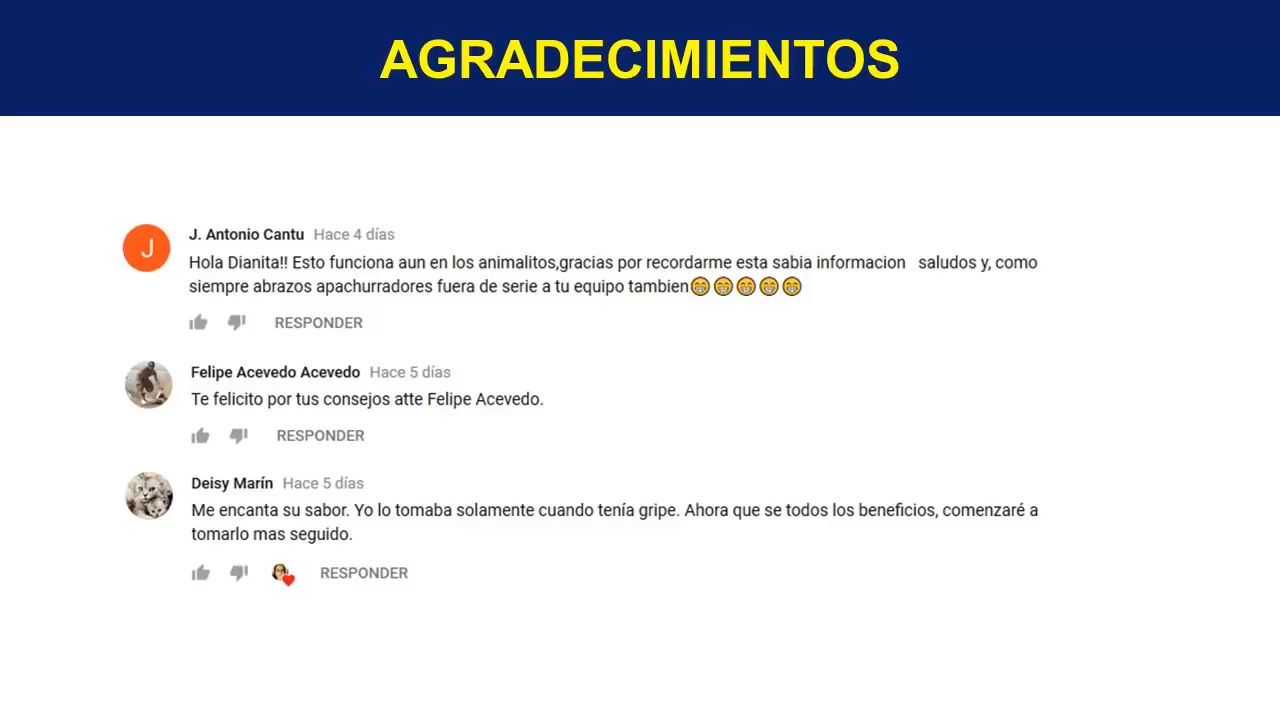 AGRADECIMIENTOS
J
J. Antonio Cantu Hace 4 días
Hola Dianita!! Esto funciona aun en los animalitos,gracias por recordarme esta sabia informacion saludos y, como
siempre abrazos apachurradores fuera de serie a tu equipo tambien😁😁😁😁😁
RESPONDER
Felipe Acevedo Acevedo Hace 5 días
Te felicito por tus consejos atte Felipe Acevedo.
RESPONDER
Deisy Marín Hace 5 días
Me encanta su sabor. Yo lo tomaba solamente cuando tenía gripe. Ahora que se todos los beneficios, comenzaré a
tomarlo mas seguido.
RESPONDER